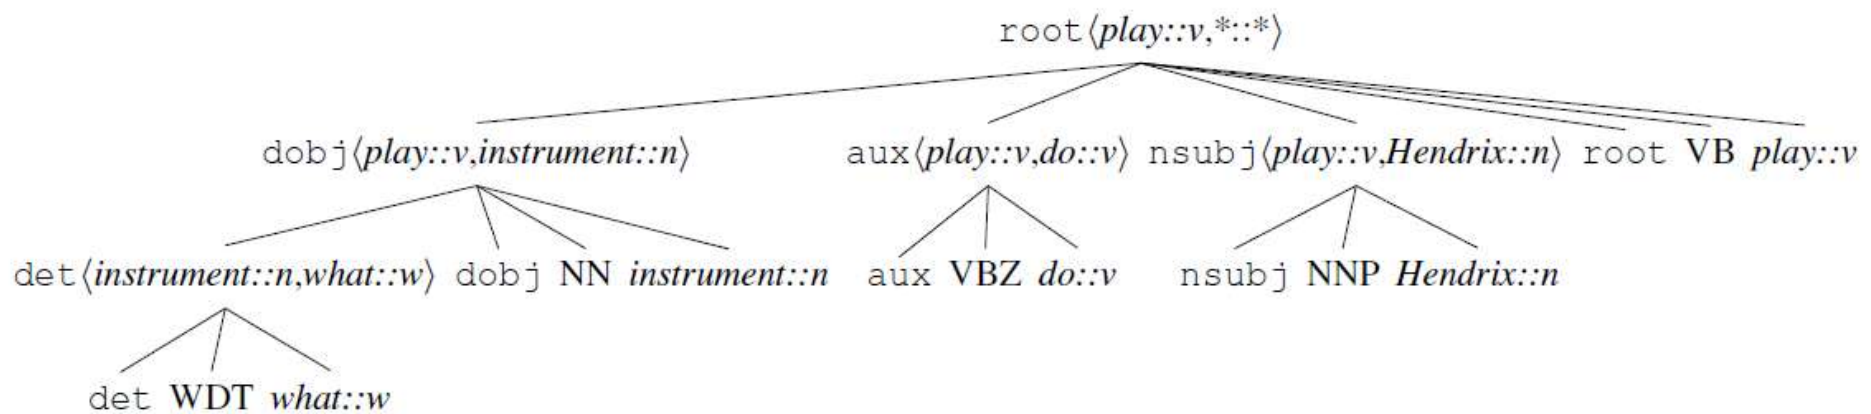 root⟨play::v,*::*⟩
dobj⟨play::v,instrument::n⟩ aux⟨play::v,do::v⟩ nsubj⟨play::v,Hendrix::n⟩ root VB play::v
det⟨instrument::n,what::w⟩ dobj NN instrument::n aux VBZ do::v nsubj NNP Hendrix::n
det WDT what::w